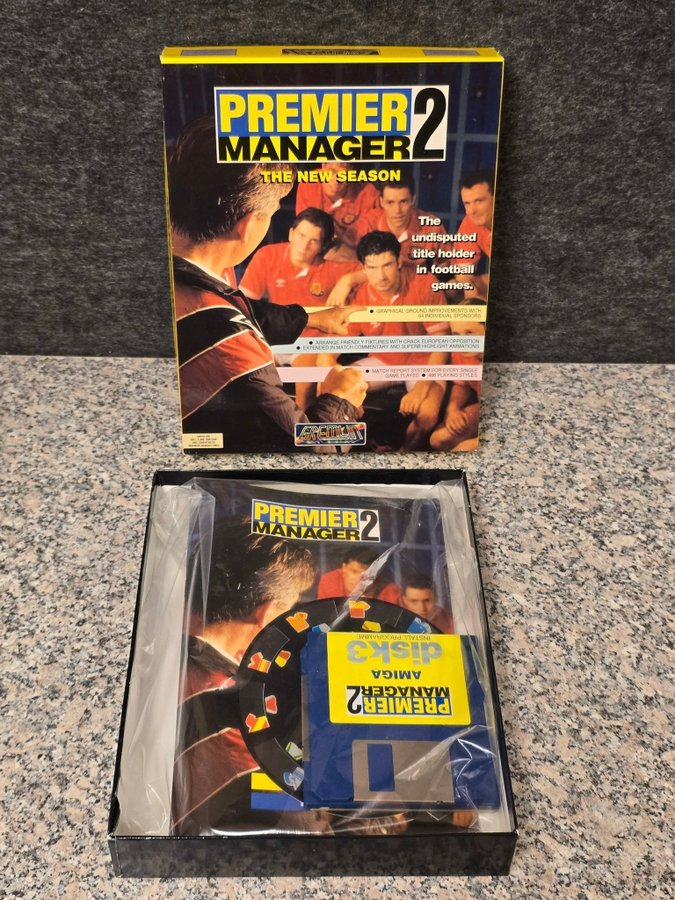 PREMIER
MANAGER 2
THE NEW SEASON
The
undisputed
title holder
in football
games.
● GRAPHICAL GROUND IMPROVEMENTS WITH
64 INDIVIDUAL SPONSORS
● ARRANGE FRIENDLY FIXTURES WITH CRACK EUROPEAN OPPOSITION
● EXTENDED IN MATCH COMMENTARY AND SUPERB HIGHLIGHT ANIMATIONS
● MATCH REPORT SYSTEM FOR EVERY SINGLE
GAME PLAYED ● 400 PLAYING STYLES
GREMLIN
PREMIER
MANAGER 2
PREMIER
MANAGER 2
AMIGA
disk3
INSTALL PROGRAMME